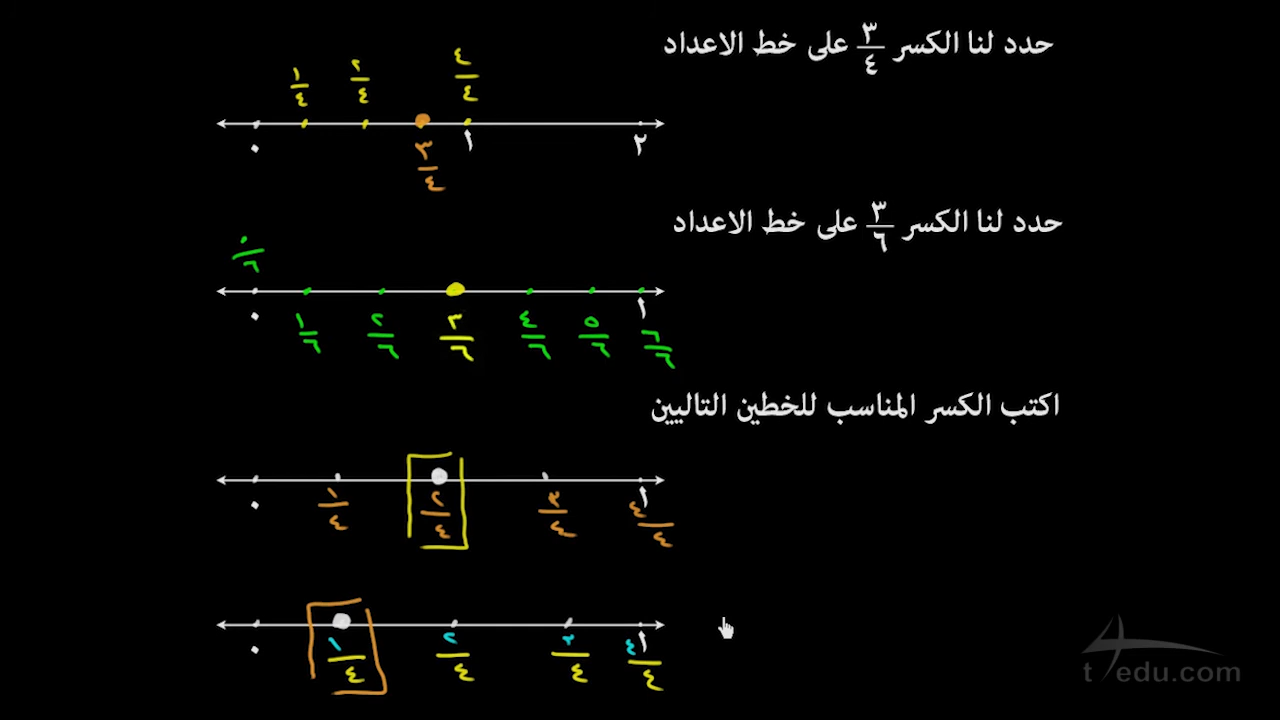 حدد لنا الكسر ٣/٤ على خط الاعداد
١/٤ ٢/٤ ٤/٤
٠ ٣/٤ ١ ٢
حدد لنا الكسر ٣/٦ على خط الاعداد
٠/٦
٠ ١/٦ ٢/٦ ٣/٦ ٤/٦ ٥/٦ ١ ٦/٦
اكتب الكسر المناسب للخطين التاليين
٠ ١/٤ ٢/٤ ٣/٤ ١ ٤/٤
٠ ١/٤ ٢/٤ ٣/٤ ١ ٤/٤
edu.com